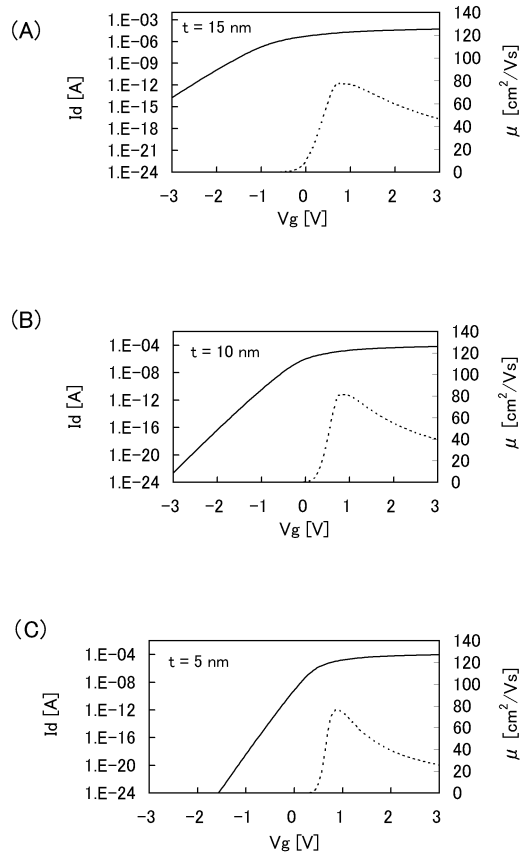 (A)
t = 15 nm
Id [A]
1.E−03
1.E−06
1.E−09
1.E−12
1.E−15
1.E−18
1.E−21
1.E−24
140
120
100
80
60
40
20
0
μ [cm²/Vs]
−3 −2 −1 0 1 2 3
Vg [V]
(B)
t = 10 nm
Id [A]
1.E−04
1.E−08
1.E−12
1.E−16
1.E−20
1.E−24
140
120
100
80
60
40
20
0
μ [cm²/Vs]
−3 −2 −1 0 1 2 3
Vg [V]
(C)
t = 5 nm
Id [A]
1.E−04
1.E−08
1.E−12
1.E−16
1.E−20
1.E−24
140
120
100
80
60
40
20
0
μ [cm²/Vs]
−3 −2 −1 0 1 2 3
Vg [V]